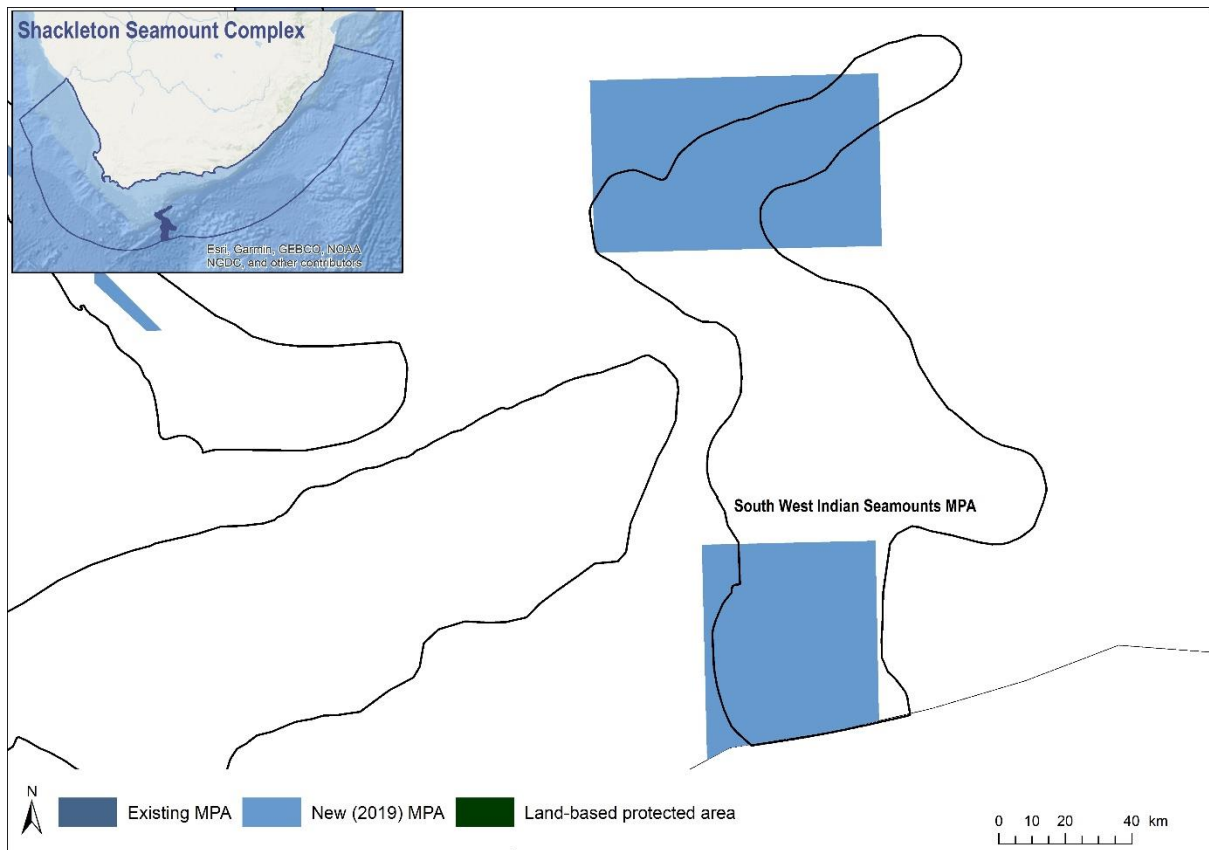 Shackleton Seamount Complex
Esri, Garmin, GEBCO, NOAA
NGDC, and other contributors
South West Indian Seamounts MPA
N
Existing MPA
New (2019) MPA
Land-based protected area
0 10 20 40 km